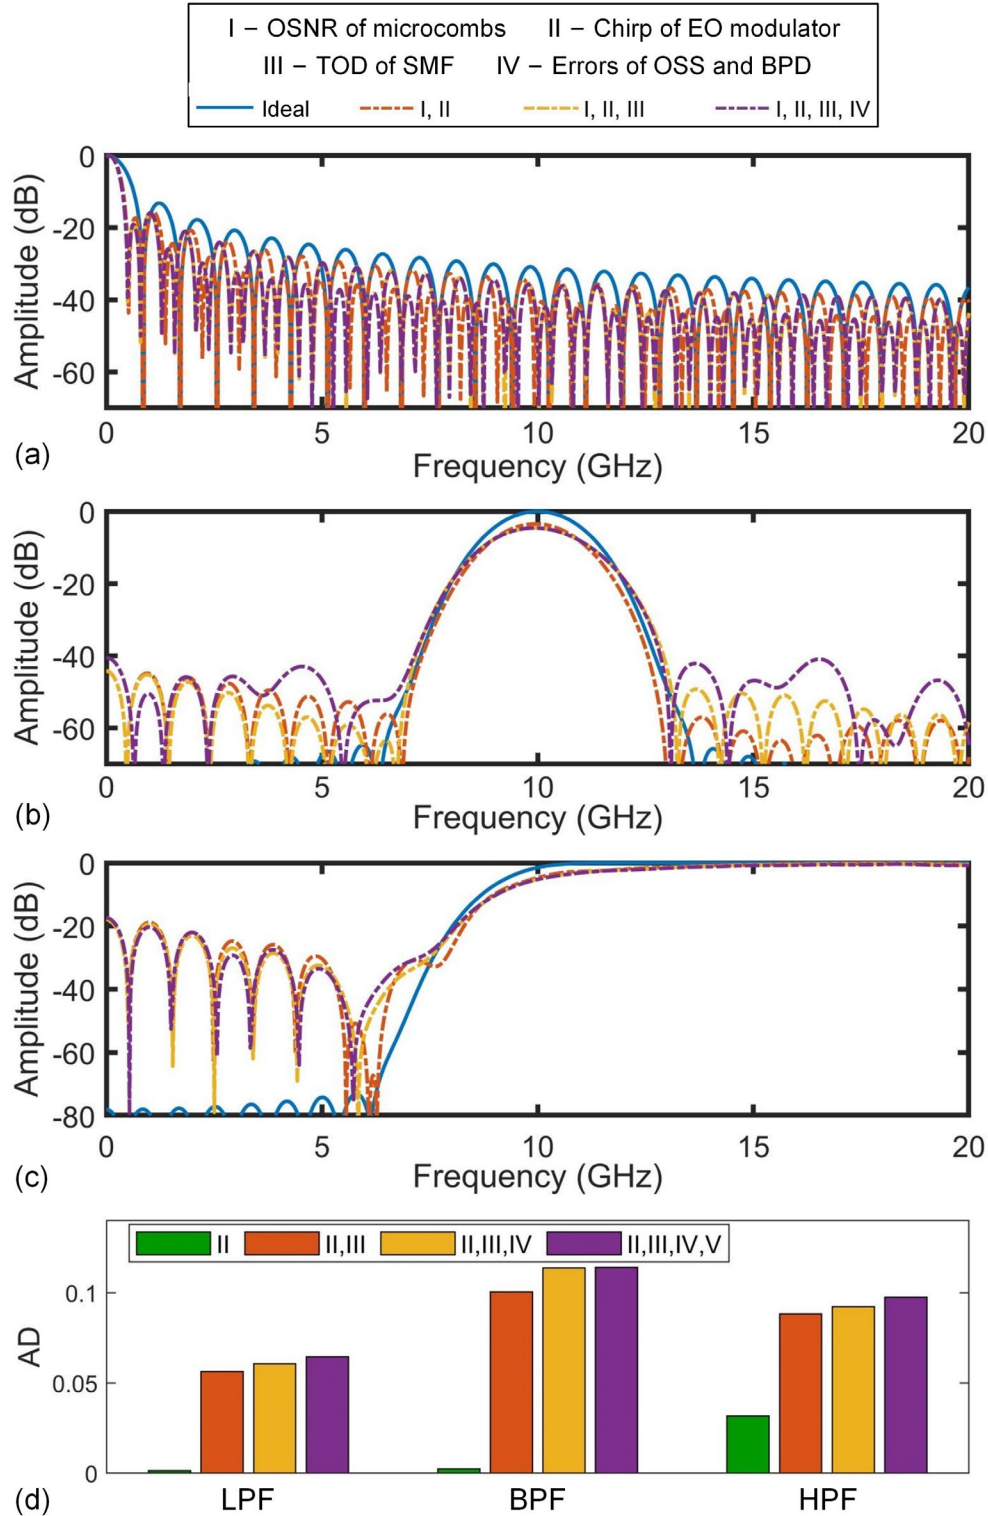 I – OSNR of microcombs II – Chirp of EO modulator
III – TOD of SMF IV – Errors of OSS and BPD
Ideal I, II I, II, III I, II, III, IV
0
-20
-40
-60
Amplitude (dB)
0 5 10 15 20
Frequency (GHz)
(a)
0
-20
-40
-60
Amplitude (dB)
0 5 10 15 20
Frequency (GHz)
(b)
0
-20
-40
-60
-80
Amplitude (dB)
0 5 10 15 20
Frequency (GHz)
(c)
II II,III II,III,IV II,III,IV,V
0.1
0.05
0
AD
LPF BPF HPF
(d)